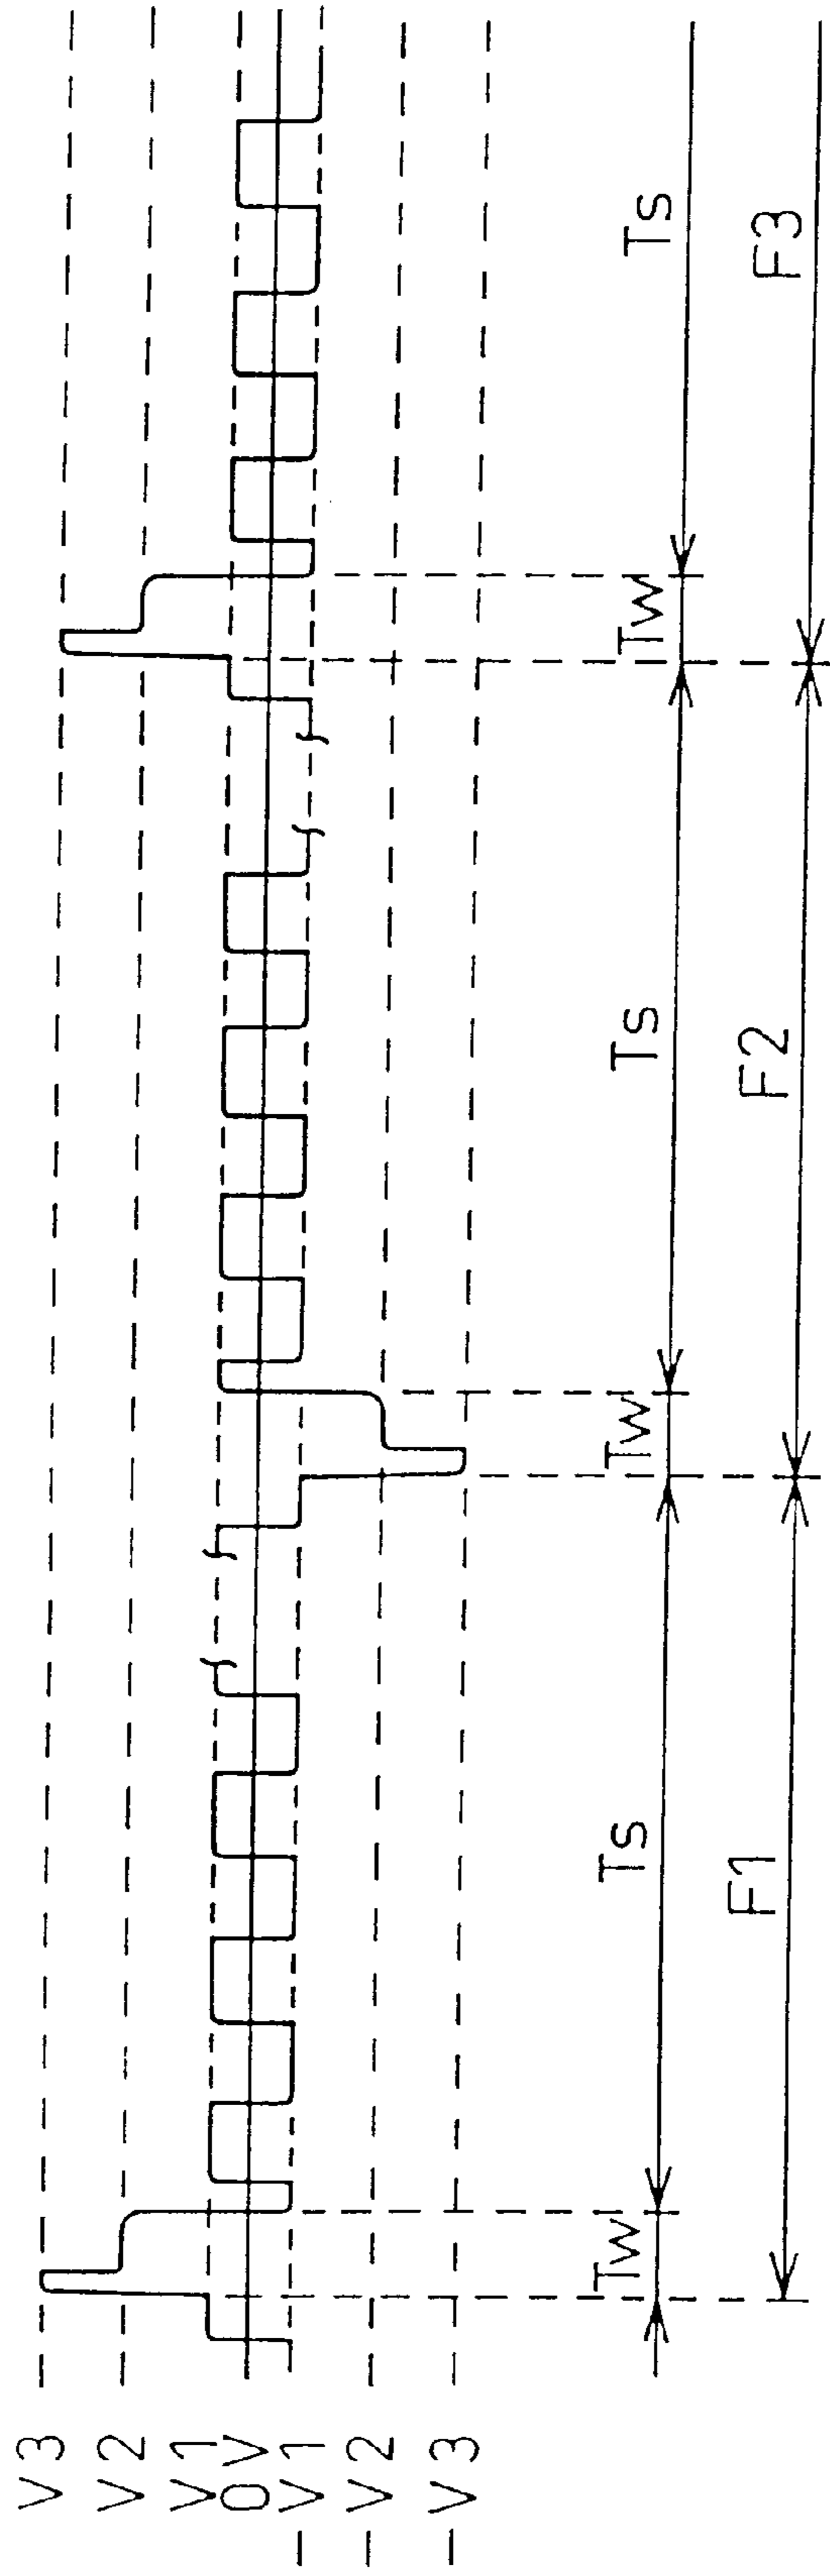 V3
V2
V1
0V
-V1
-V2
-V3
Tw Ts Tw Ts Tw Ts
F1 F2 F3